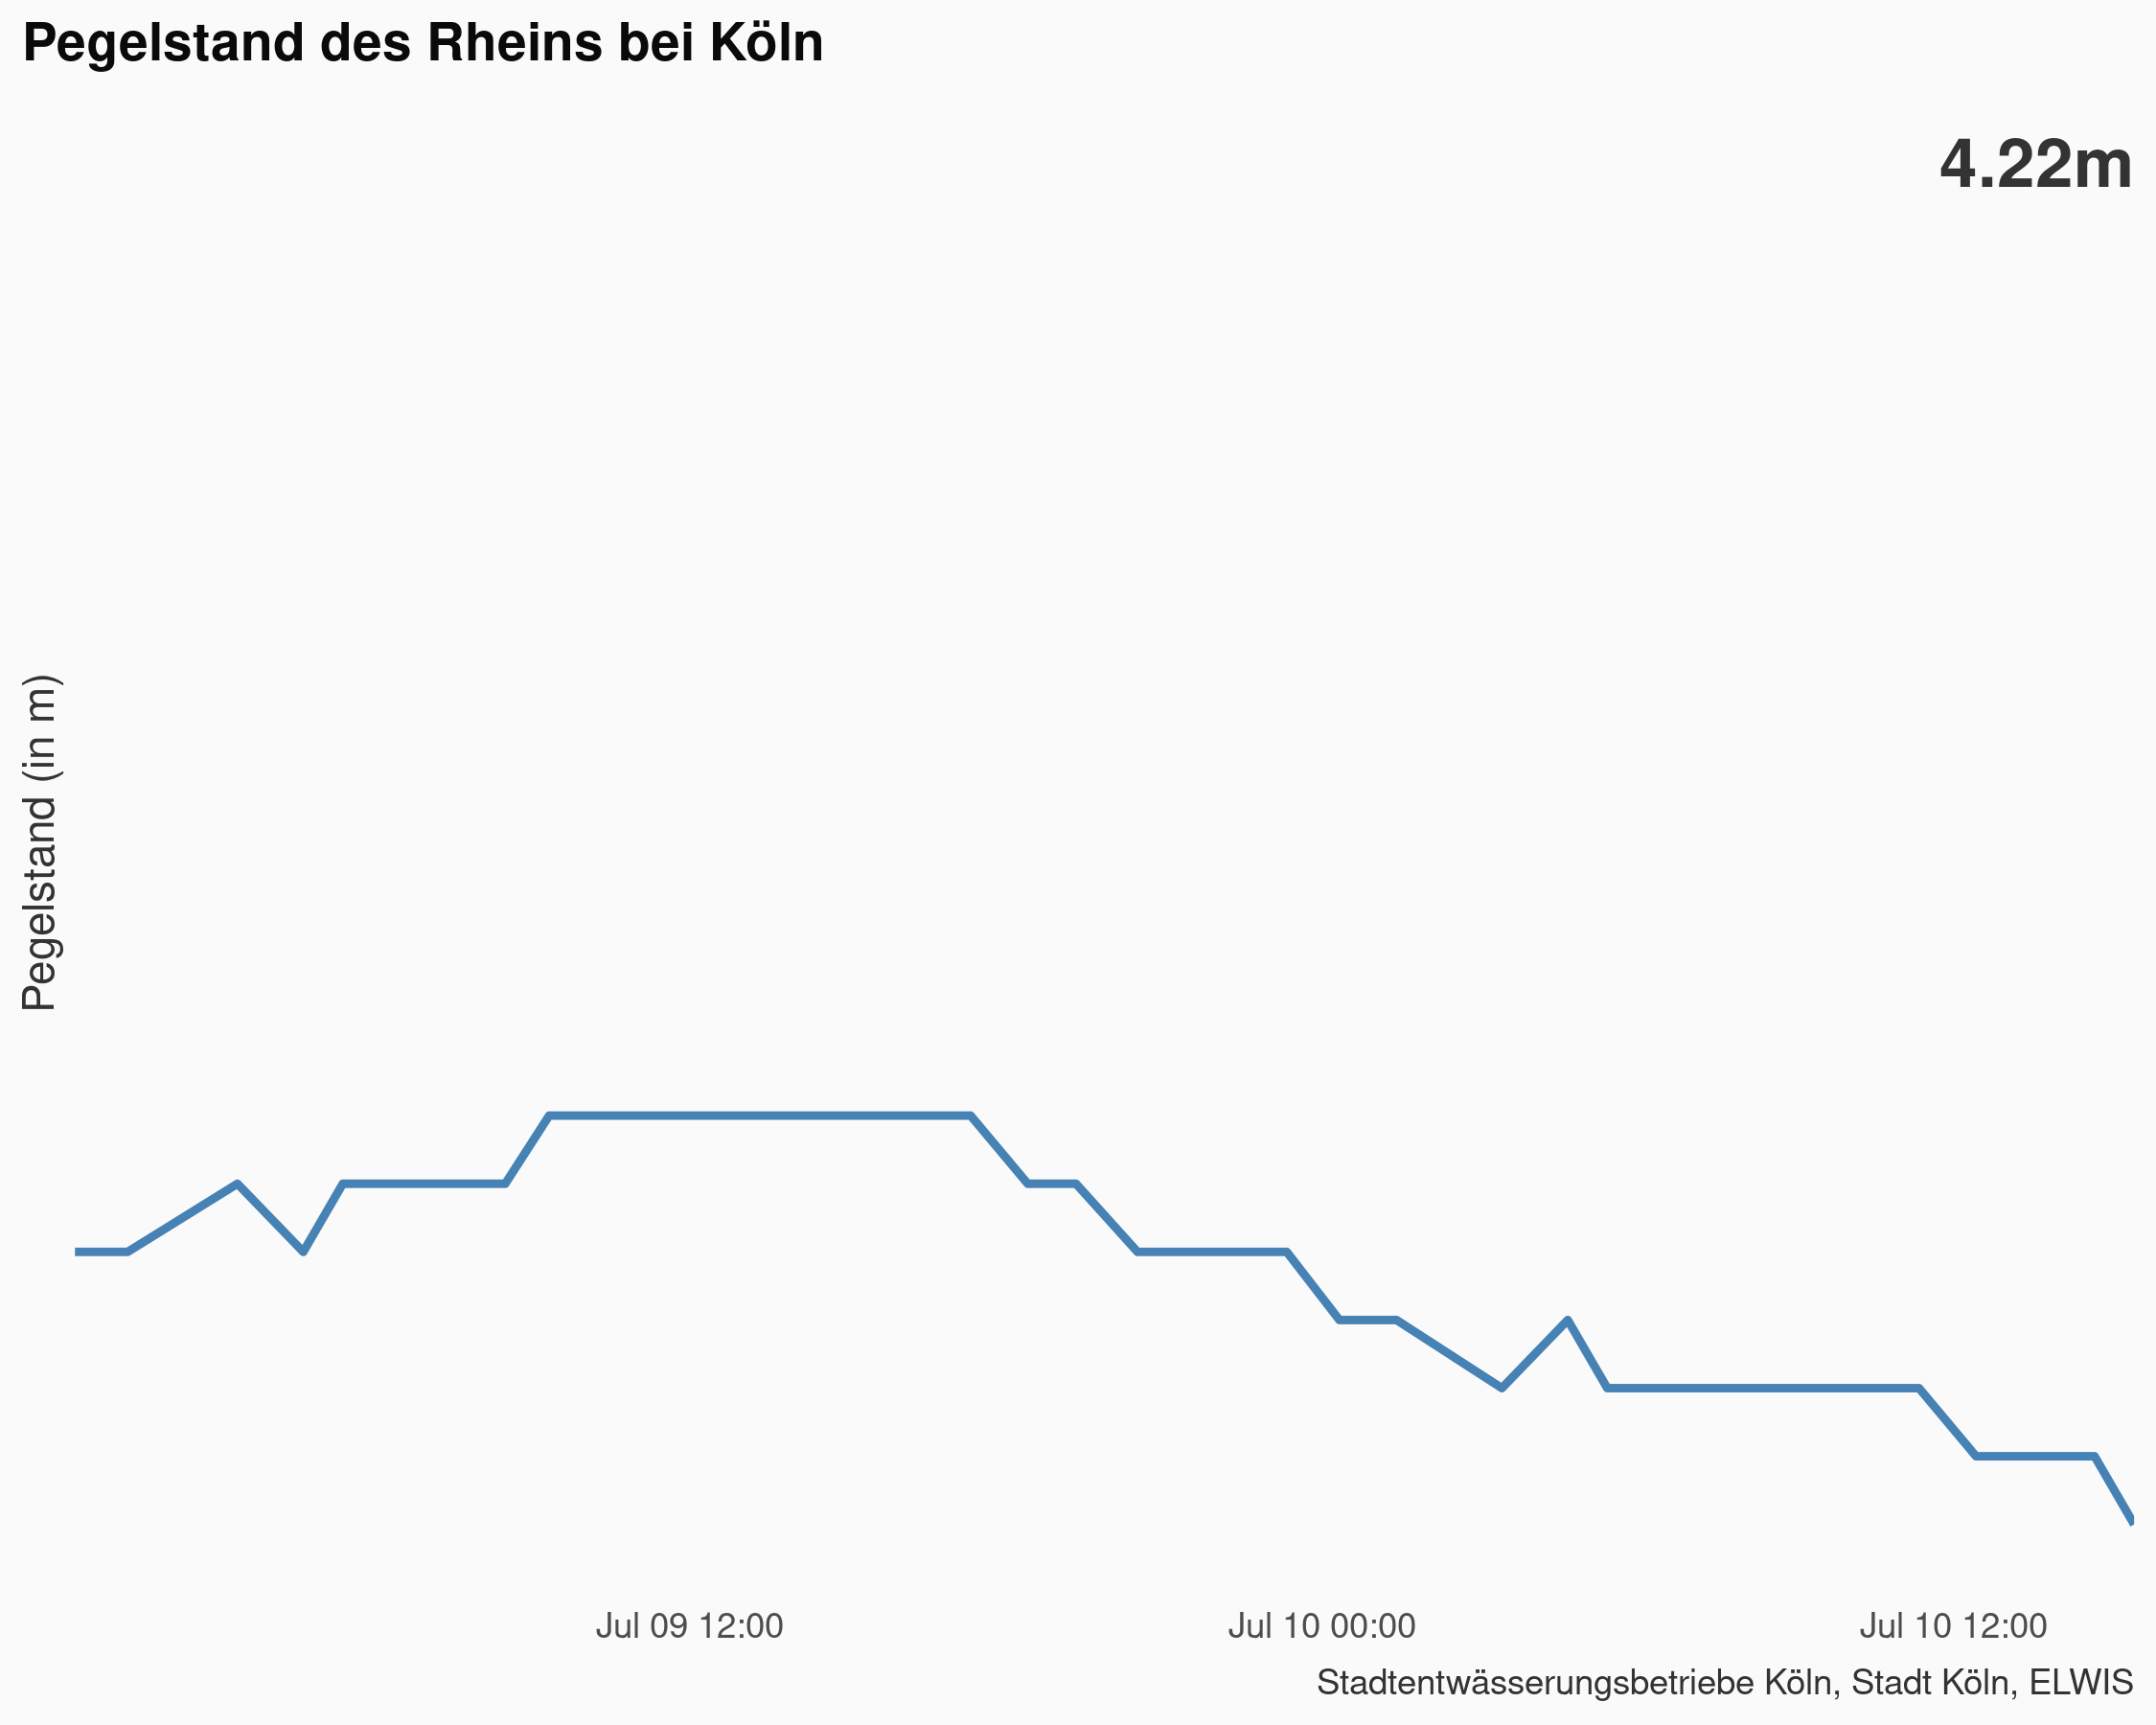 Pegelstand des Rheins bei Köln
4.22m
Pegelstand (in m)
Jul 09 12:00
Jul 10 00:00
Jul 10 12:00
Stadtentwässerungsbetriebe Köln, Stadt Köln, ELWIS